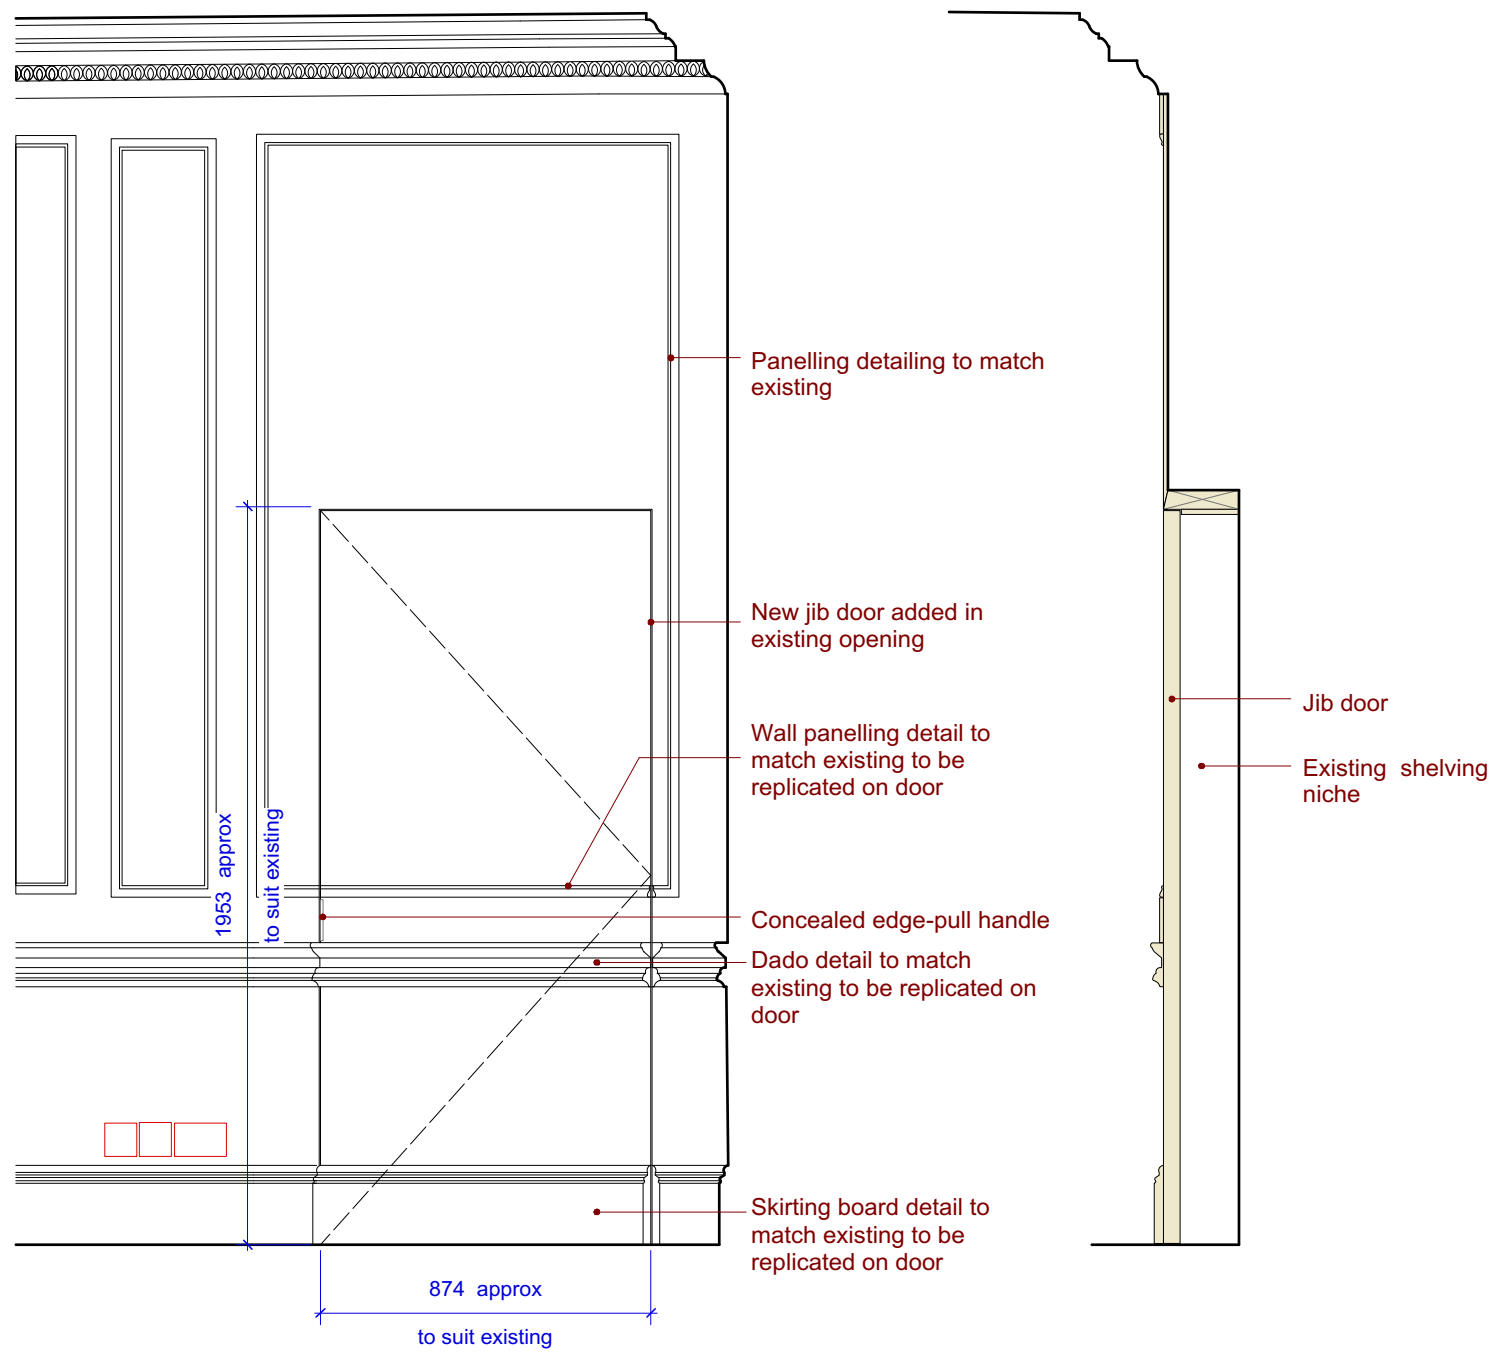 Panelling detailing to match
existing
New jib door added in
existing opening
Jib door
Wall panelling detail to
match existing to be
replicated on door
Existing shelving
niche
1953 approx
to suit existing
Concealed edge-pull handle
Dado detail to match
existing to be replicated on
door
Skirting board detail to
match existing to be
replicated on door
874 approx
to suit existing